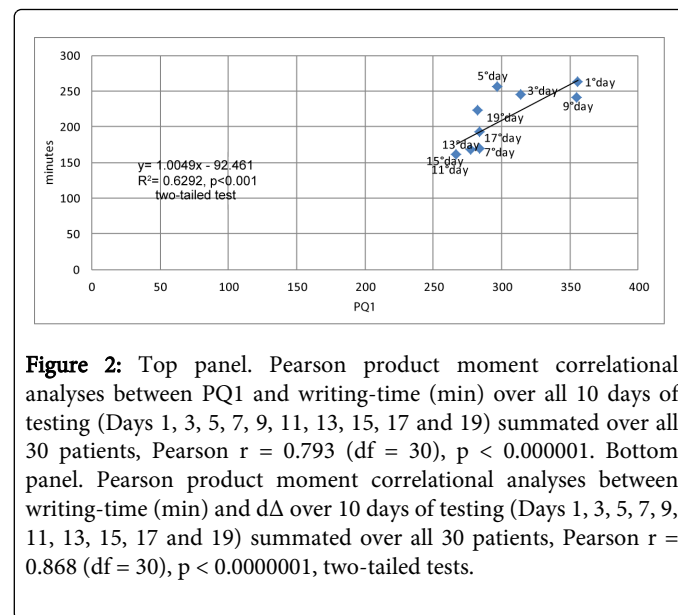 300
250
200
150
100
50
0
minutes
5°day
3°day
1°day
9°day
19°day
17°day
13°day
7°day
15°day
11°day
y= 1.0049x - 92.461
R²= 0.6292, p<0.001
two-tailed test
0 50 100 150 200 250 300 350 400
PQ1
Figure 2: Top panel. Pearson product moment correlational
analyses between PQ1 and writing-time (min) over all 10 days of
testing (Days 1, 3, 5, 7, 9, 11, 13, 15, 17 and 19) summated over all
30 patients, Pearson r = 0.793 (df = 30), p < 0.000001. Bottom
panel. Pearson product moment correlational analyses between
writing-time (min) and dΔ over 10 days of testing (Days 1, 3, 5, 7, 9,
11, 13, 15, 17 and 19) summated over all 30 patients, Pearson r =
0.868 (df = 30), p < 0.0000001, two-tailed tests.